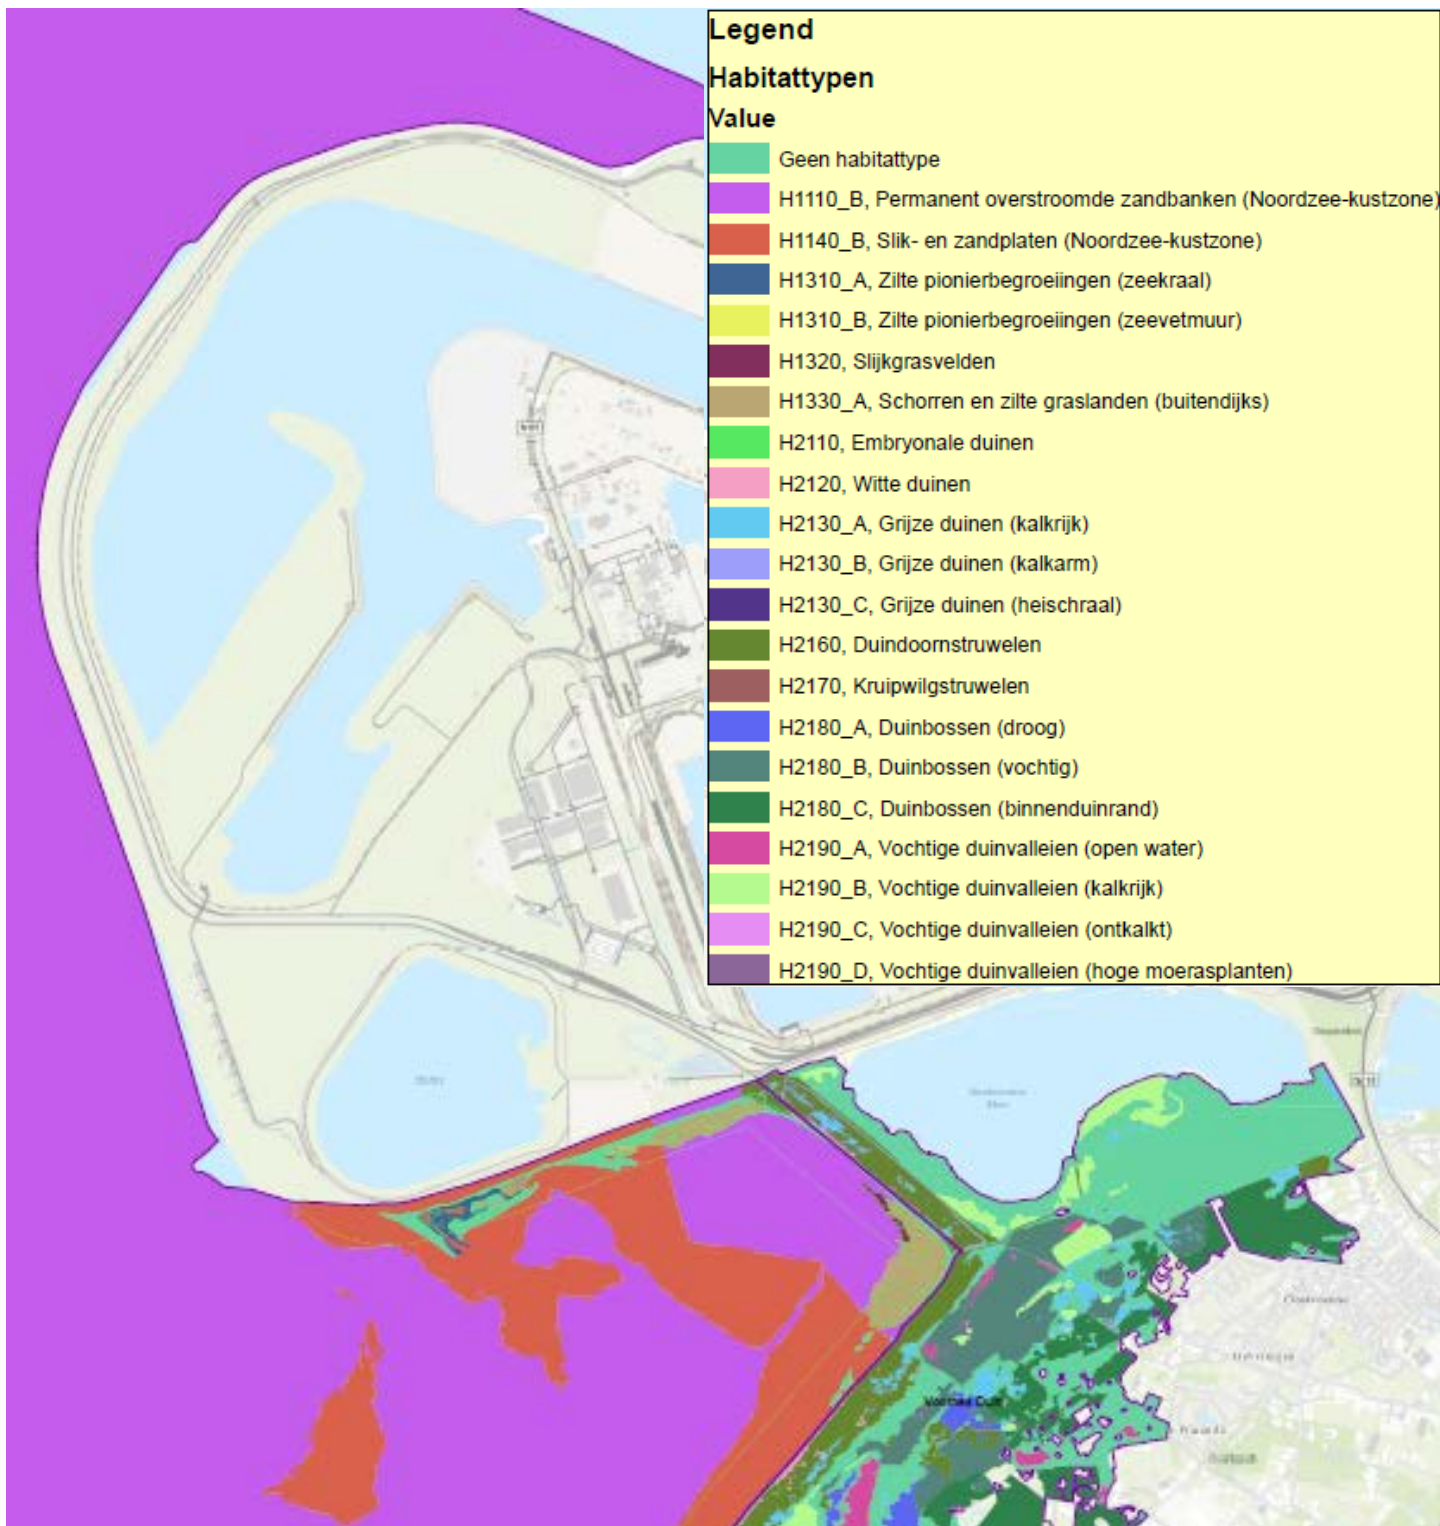 Legend
Habitattypen
Value
Geen habitattype
H1110_B, Permanent overstroomde zandbanken (Noordzee-kustzone)
H1140_B, Slik- en zandplaten (Noordzee-kustzone)
H1310_A, Zilte pionierbegroeiingen (zeekraal)
H1310_B, Zilte pionierbegroeiingen (zeevetmuur)
H1320, Slijkgrasvelden
H1330_A, Schorren en zilte graslanden (buitendijks)
H2110, Embryonale duinen
H2120, Witte duinen
H2130_A, Grijze duinen (kalkrijk)
H2130_B, Grijze duinen (kalkarm)
H2130_C, Grijze duinen (heischraal)
H2160, Duindoornstruwelen
H2170, Kruipwilgstruwelen
H2180_A, Duinbossen (droog)
H2180_B, Duinbossen (vochtig)
H2180_C, Duinbossen (binnenduinrand)
H2190_A, Vochtige duinvalleien (open water)
H2190_B, Vochtige duinvalleien (kalkrijk)
H2190_C, Vochtige duinvalleien (ontkalkt)
H2190_D, Vochtige duinvalleien (hoge moerasplanten)